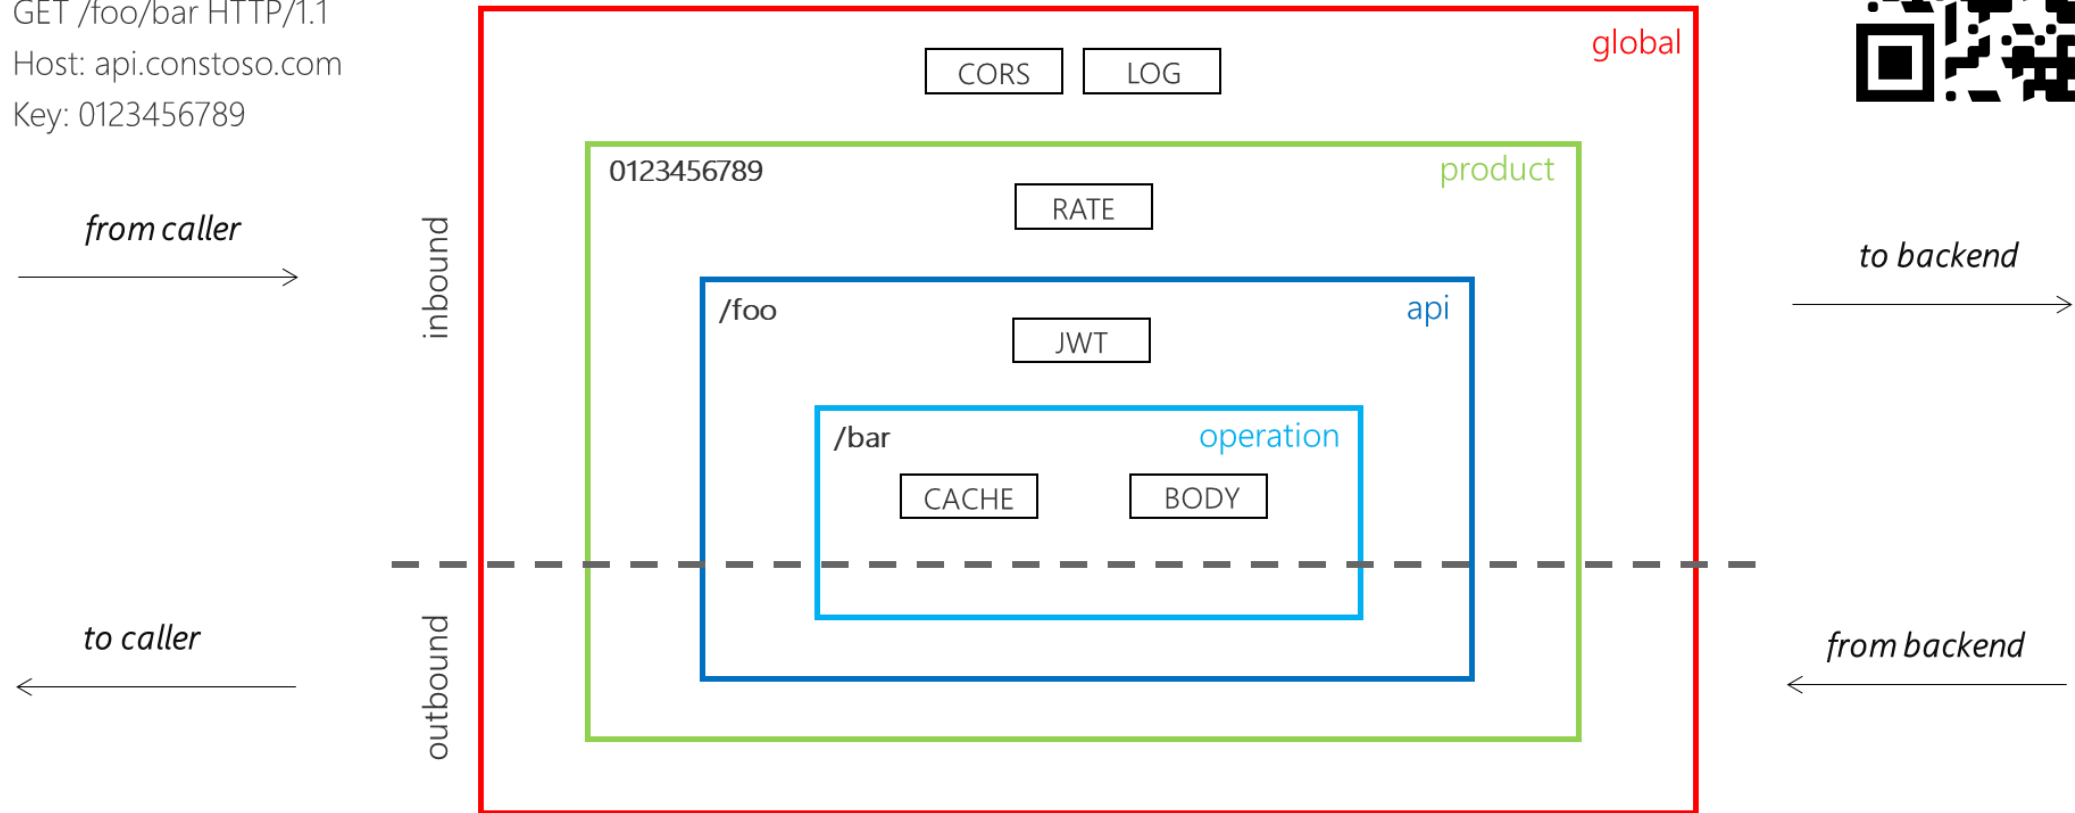 GET /foo/bar HTTP/1.1
Host: api.constoso.com
Key: 0123456789
global
CORS LOG
0123456789 product
RATE
from caller
inbound
to backend
/foo api
JWT
/bar operation
CACHE BODY
to caller
outbound
from backend